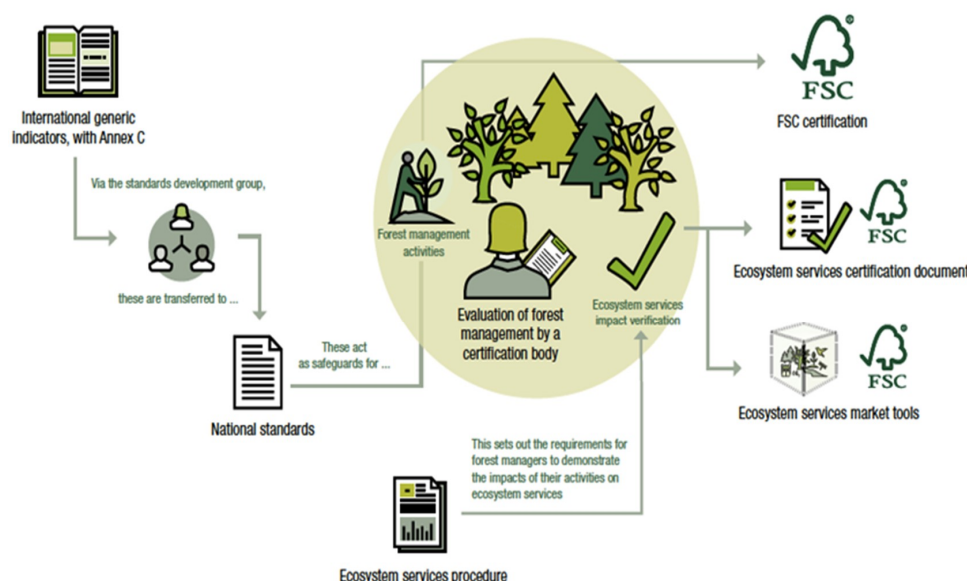 International generic
indicators, with Annex C
Via the standards development group,
these are transferred to ...
National standards
These act
as safeguards for ...
Forest management
activities
Evaluation of forest
management by a
certification body
Ecosystem services
impact verification
This sets out the requirements for
forest managers to demonstrate
the impacts of their activities on
ecosystem services
Ecosystem services procedure
®
FSC
FSC certification
FSC
Ecosystem services certification document
FSC
Ecosystem services market tools